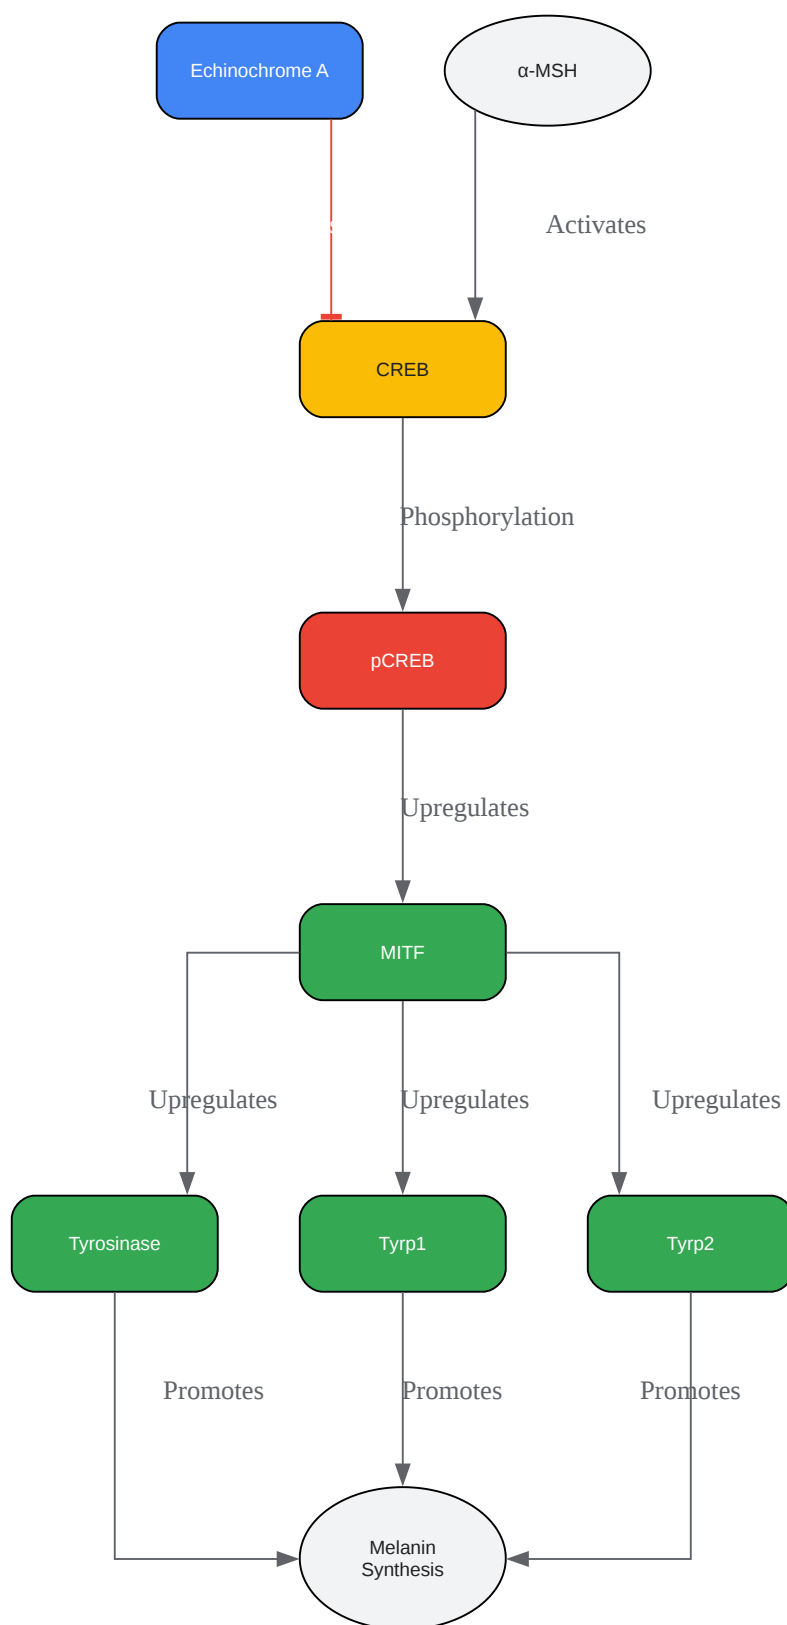 Echinochrome A
α-MSH
Activates
CREB
Phosphorylation
pCREB
Upregulates
MITF
Upregulates
Upregulates
Upregulates
Tyrosinase
Tyrp1
Tyrp2
Promotes
Promotes
Promotes
Melanin
Synthesis